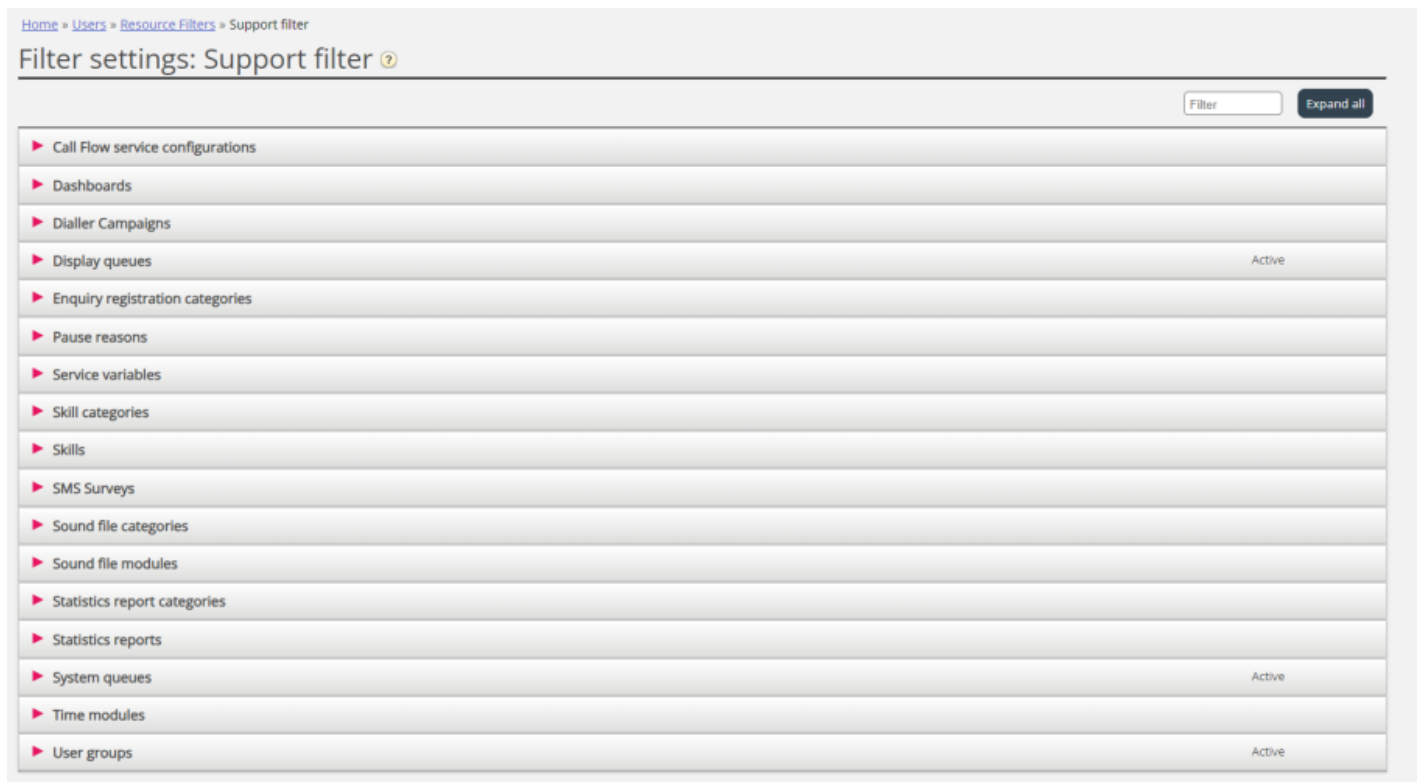 Home » Users » Resource Filters » Support filter
Filter settings: Support filter ?
Filter Expand all
Call Flow service configurations
Dashboards
Dialler Campaigns
Display queues Active
Enquiry registration categories
Pause reasons
Service variables
Skill categories
Skills
SMS Surveys
Sound file categories
Sound file modules
Statistics report categories
Statistics reports
System queues Active
Time modules
User groups Active